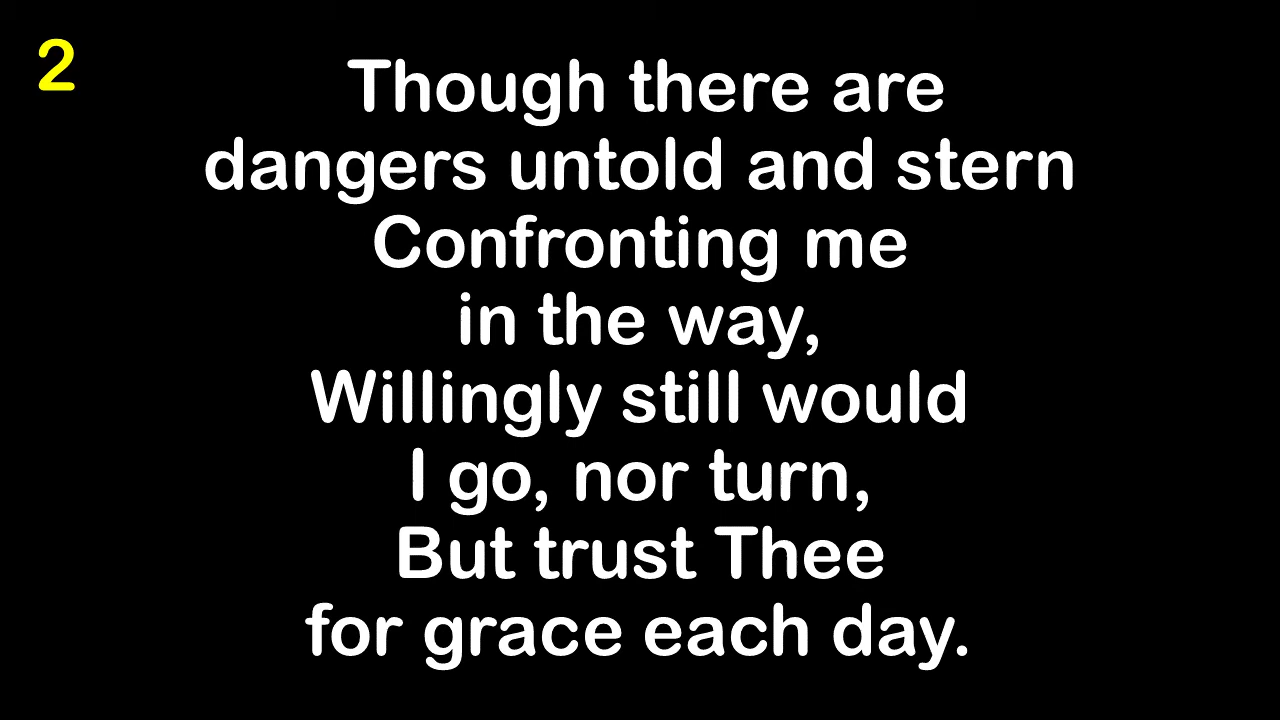 2
Though there are
dangers untold and stern
Confronting me
in the way,
Willingly still would
I go, nor turn,
But trust Thee
for grace each day.